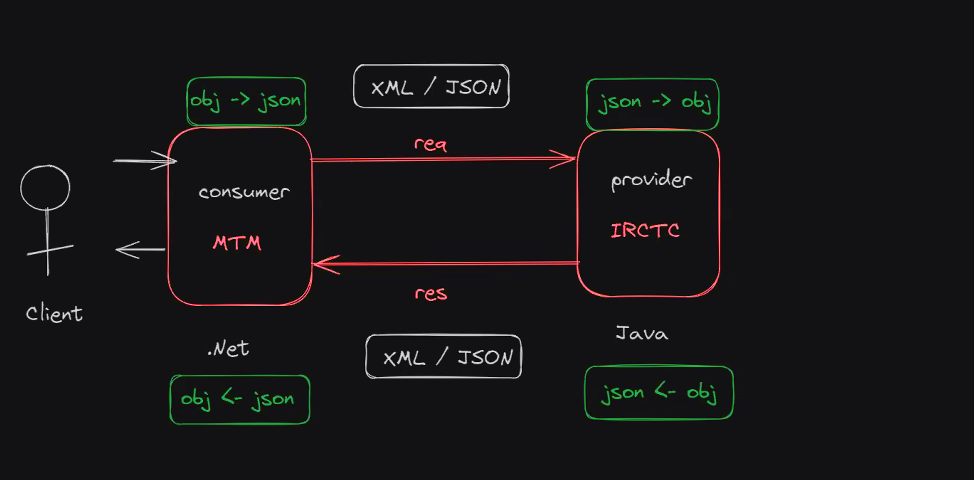 obj -> json
XML / JSON
json -> obj
req
consumer
MTM
provider
IRCTC
res
Client
.Net
XML / JSON
Java
obj <- json
json <- obj